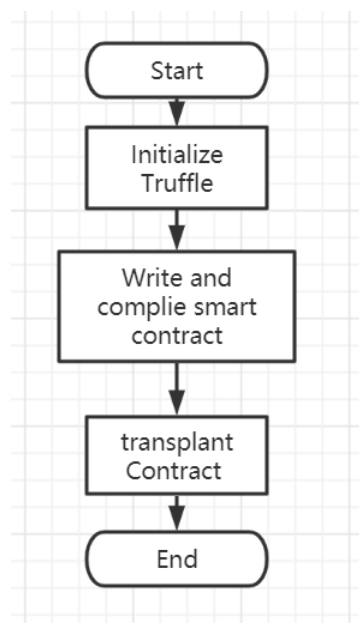 Start
Initialize
Truffle
Write and
complie smart
contract
transplant
Contract
End